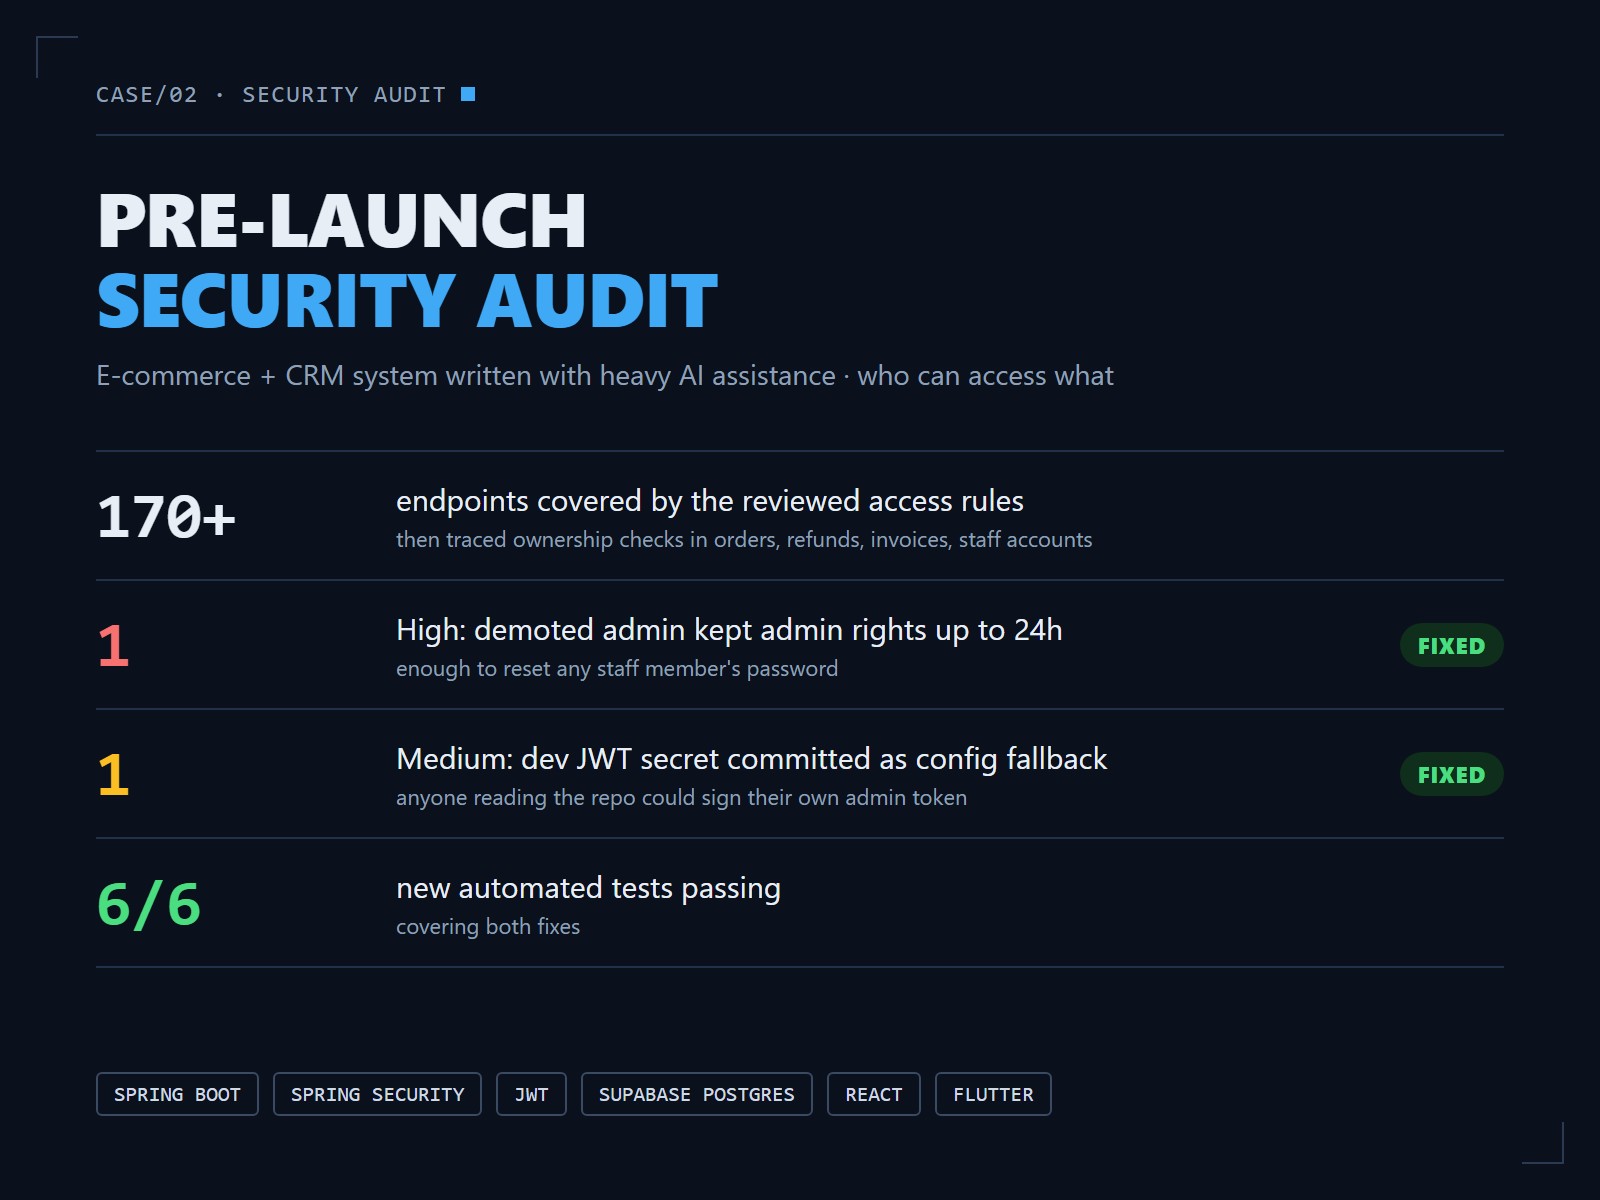 CASE/02 · SECURITY AUDIT
PRE-LAUNCH
SECURITY AUDIT
E-commerce + CRM system written with heavy AI assistance · who can access what
170+
endpoints covered by the reviewed access rules
then traced ownership checks in orders, refunds, invoices, staff accounts
1
High: demoted admin kept admin rights up to 24h
enough to reset any staff member's password
FIXED
1
Medium: dev JWT secret committed as config fallback
anyone reading the repo could sign their own admin token
FIXED
6/6
new automated tests passing
covering both fixes
SPRING BOOT SPRING SECURITY JWT SUPABASE POSTGRES REACT FLUTTER